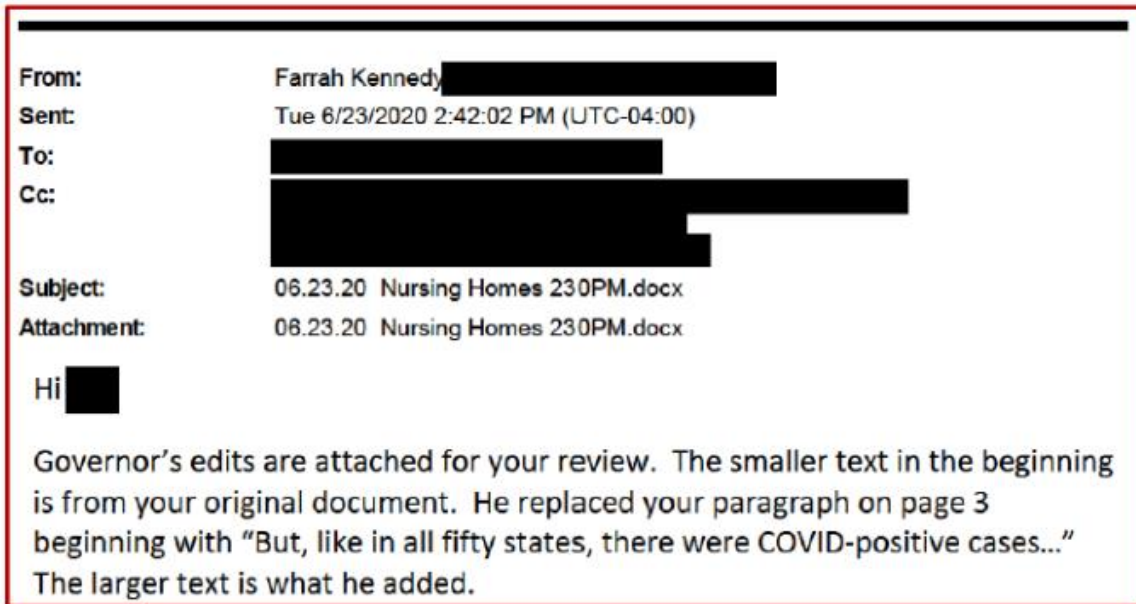 From: Farrah Kennedy
Sent: Tue 6/23/2020 2:42:02 PM (UTC-04:00)
To:
Cc:
Subject: 06.23.20 Nursing Homes 230PM.docx
Attachment: 06.23.20 Nursing Homes 230PM.docx
Hi
Governor's edits are attached for your review. The smaller text in the beginning
is from your original document. He replaced your paragraph on page 3
beginning with “But, like in all fifty states, there were COVID-positive cases...”
The larger text is what he added.